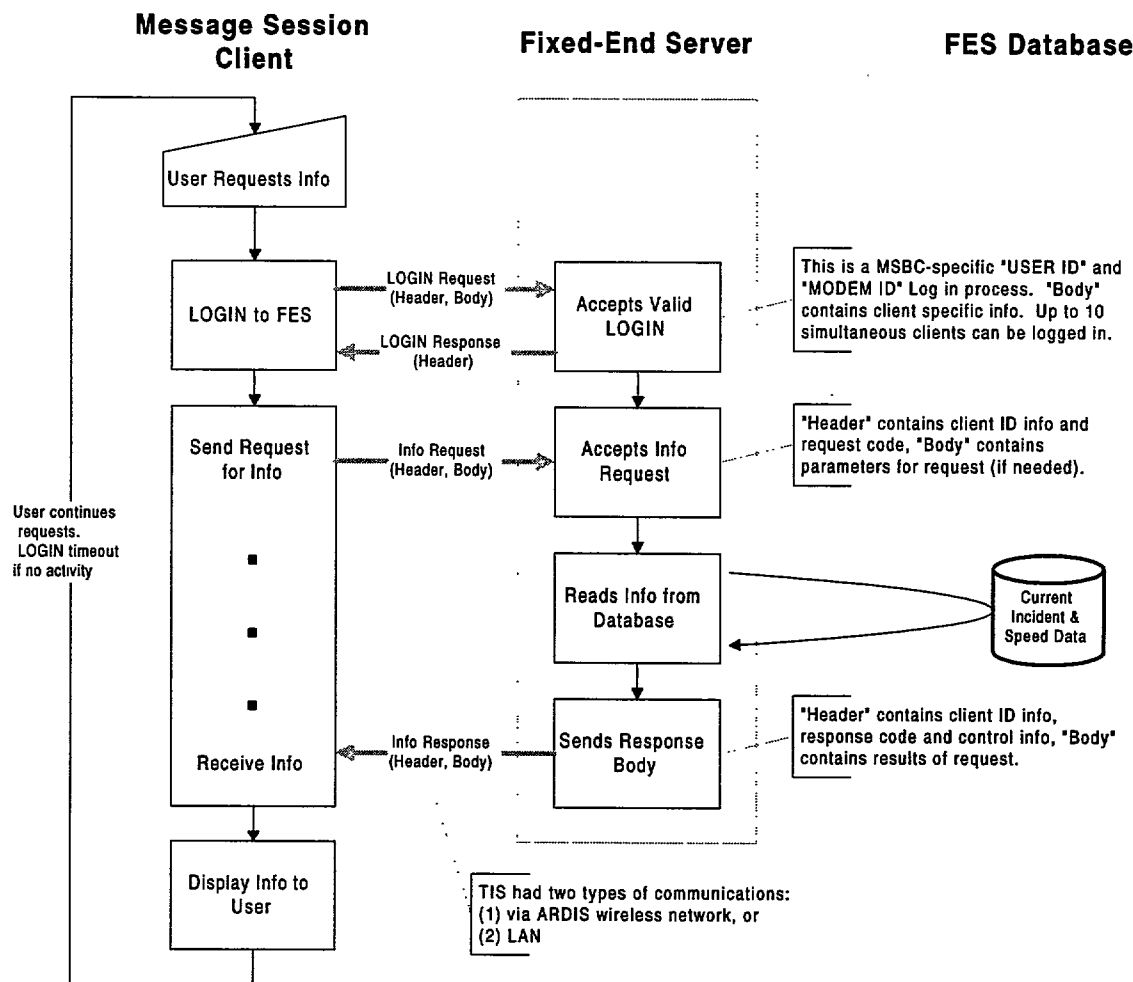 Message Session
Client
Fixed-End Server
FES Database
User Requests Info
LOGIN to FES
LOGIN Request
(Header, Body)
LOGIN Response
(Header)
Accepts Valid
LOGIN
This is a MSBC-specific "USER ID" and
"MODEM ID" Log in process. "Body"
contains client specific info. Up to 10
simultaneous clients can be logged in.
Send Request
for Info
Info Request
(Header, Body)
Accepts Info
Request
"Header" contains client ID info and
request code, "Body" contains
parameters for request (if needed).
User continues
requests.
LOGIN timeout
if no activity
Reads Info from
Database
Current
Incident &
Speed Data
Receive Info
Info Response
(Header, Body)
Sends Response
Body
"Header" contains client ID info,
response code and control info, "Body"
contains results of request.
Display Info to
User
TIS had two types of communications:
(1) via ARDIS wireless network, or
(2) LAN